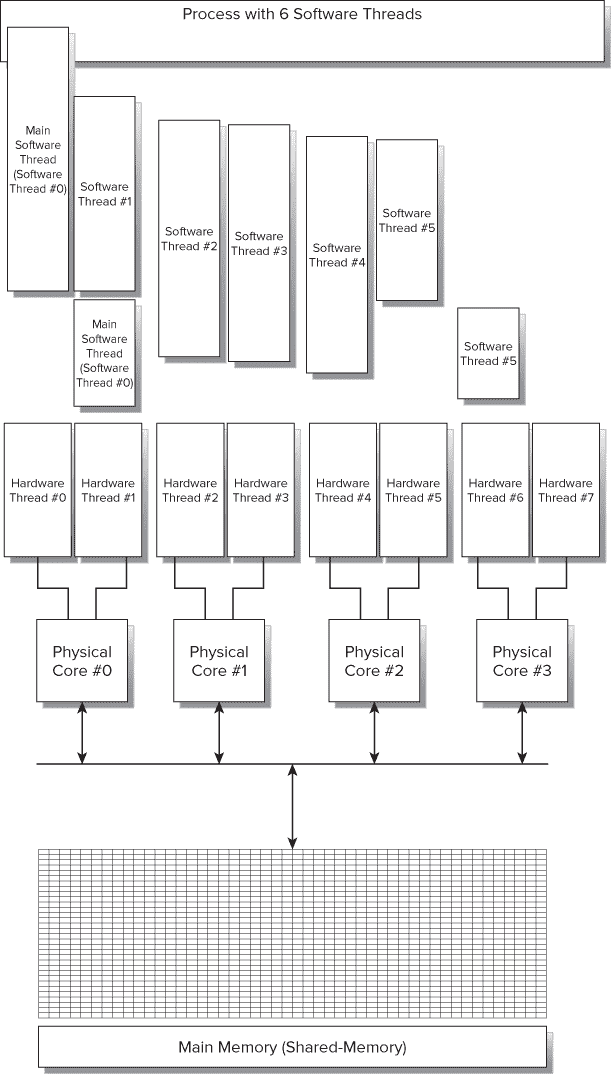 Process with 6 Software Threads
Main
Software
Thread
(Software
Thread #0)
Software
Thread #1
Software
Thread #2
Software
Thread #3
Software
Thread #4
Software
Thread #5
Main
Software
Thread
(Software
Thread #0)
Software
Thread #5
Hardware
Thread #0
Hardware
Thread #1
Hardware
Thread #2
Hardware
Thread #3
Hardware
Thread #4
Hardware
Thread #5
Hardware
Thread #6
Hardware
Thread #7
Physical
Core #0
Physical
Core #1
Physical
Core #2
Physical
Core #3
Main Memory (Shared-Memory)